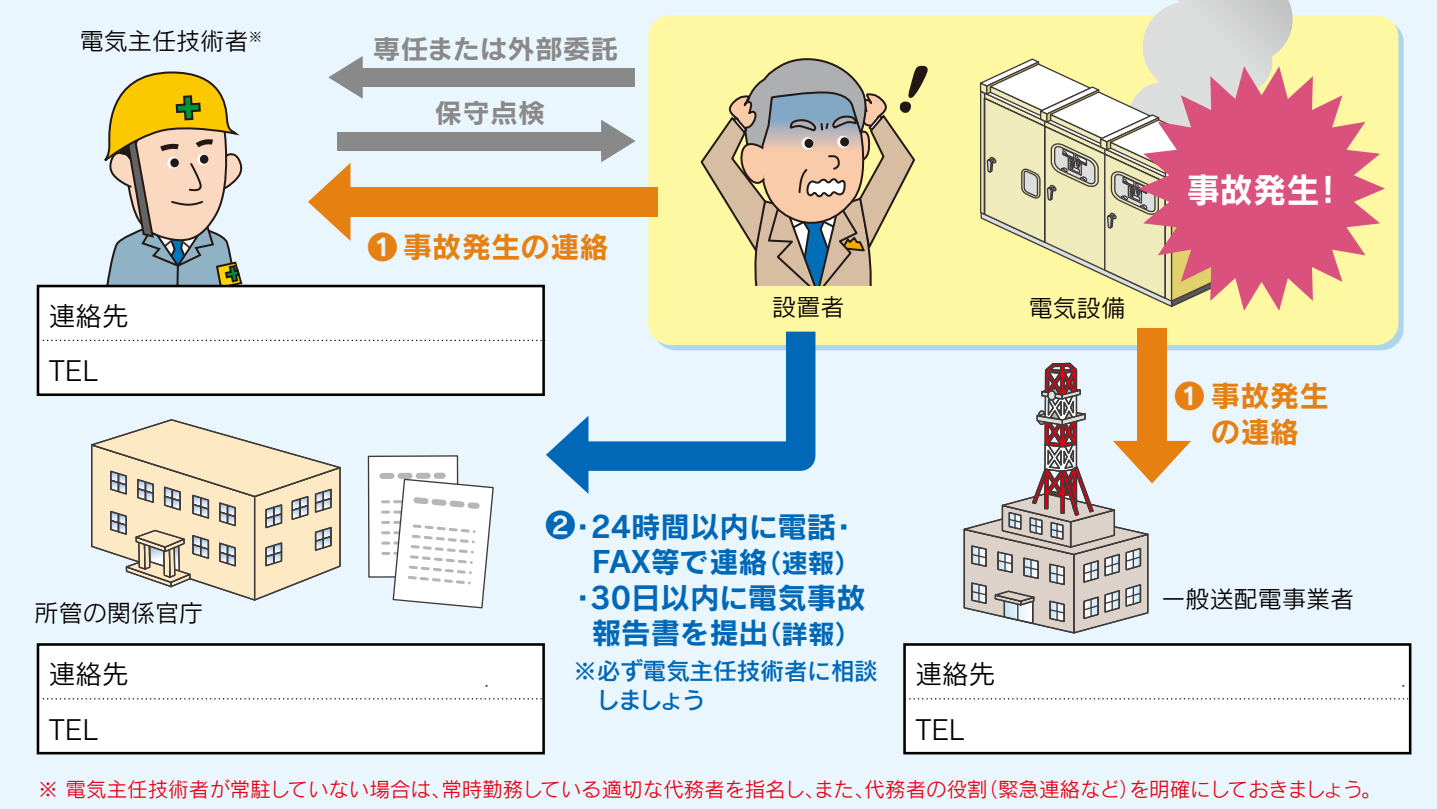 電気主任技術者※
専任または外部委託
保守点検
❶事故発生の連絡
事故発生！
設置者
電気設備
連絡先
TEL
❶事故発生
の連絡
❷・24時間以内に電話・
FAX等で連絡（速報）
・30日以内に電気事故
報告書を提出（詳報）
※必ず電気主任技術者に相談
しましょう
所管の関係官庁
連絡先
TEL
一般送配電事業者
連絡先
TEL
※ 電気主任技術者が常駐していない場合は、常時勤務している適切な代務者を指名し、また、代務者の役割（緊急連絡など）を明確にしておきましょう。